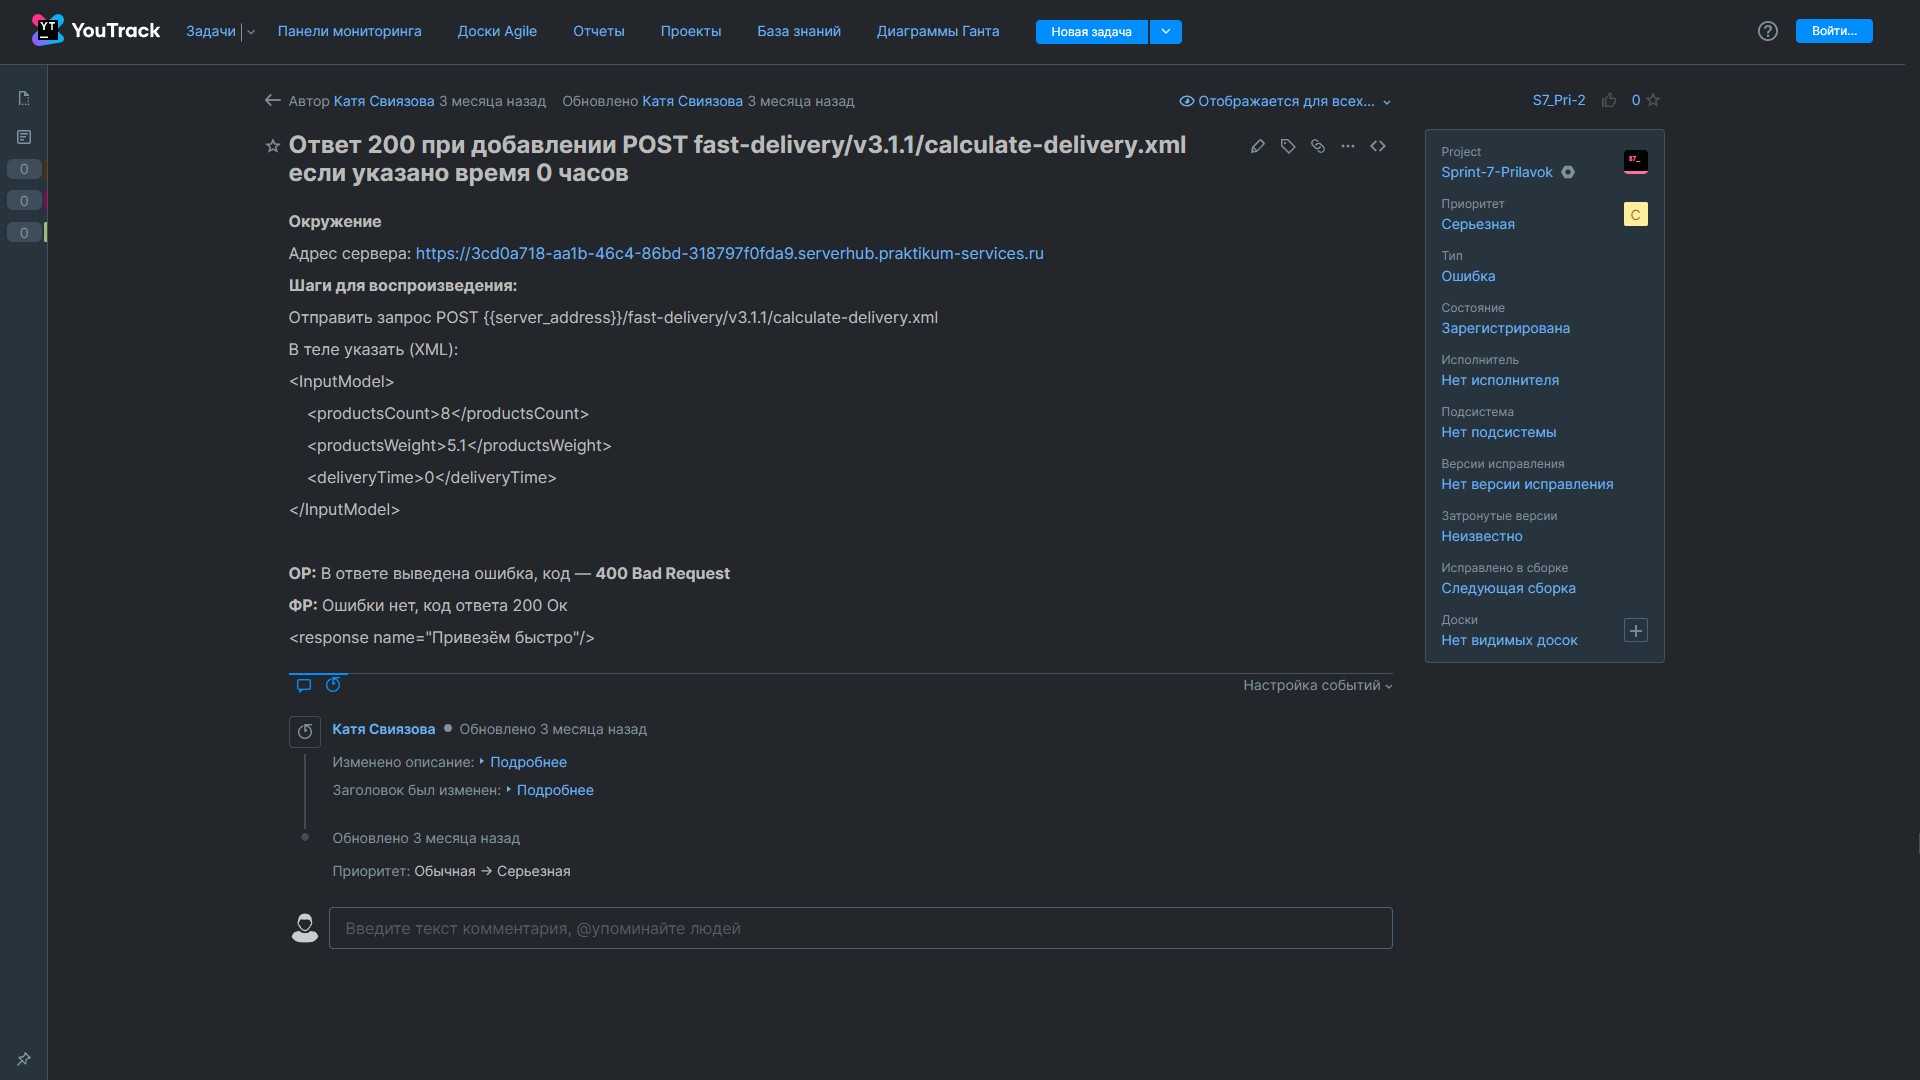 YouTrack
Задачи
Панели мониторинга
Доски Agile
Отчеты
Проекты
База знаний
Диаграммы Ганта
Новая задача
Войти...
0
0
0
Автор Катя Свиязова 3 месяца назад Обновлено Катя Свиязова 3 месяца назад
Отображается для всех...
Ответ 200 при добавлении POST fast-delivery/v3.1.1/calculate-delivery.xml
если указано время 0 часов
Окружение
Адрес сервера: https://3cd0a718-aa1b-46c4-86bd-318797f0fda9.serverhub.praktikum-services.ru
Шаги для воспроизведения:
Отправить запрос POST {{server_address}}/fast-delivery/v3.1.1/calculate-delivery.xml
В теле указать (XML):
<InputModel>
<productsCount>8</productsCount>
<productsWeight>5.1</productsWeight>
<deliveryTime>0</deliveryTime>
</InputModel>
ОР: В ответе выведена ошибка, код — 400 Bad Request
ФР: Ошибки нет, код ответа 200 Ок
<response name="Привезём быстро"/>
Настройка событий
Катя Свиязова ● Обновлено 3 месяца назад
Изменено описание: Подробнее
Заголовок был изменен: Подробнее
Обновлено 3 месяца назад
Приоритет: Обычная → Серьезная
Введите текст комментария, @упоминайте людей
S7_Pri-2
0
Project
Sprint-7-Prilavok
S7_
Приоритет
Серьезная
С
Тип
Ошибка
Состояние
Зарегистрирована
Исполнитель
Нет исполнителя
Подсистема
Нет подсистемы
Версии исправления
Нет версии исправления
Затронутые версии
Неизвестно
Исправлено в сборке
Следующая сборка
Доски
Нет видимых досок